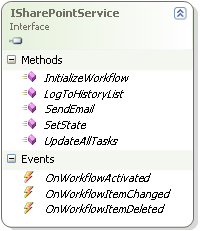 ISharePointService
Interface
Methods
InitializeWorkflow
LogToHistoryList
SendEmail
SetState
UpdateAllTasks
Events
OnWorkflowActivated
OnWorkflowItemChanged
OnWorkflowItemDeleted